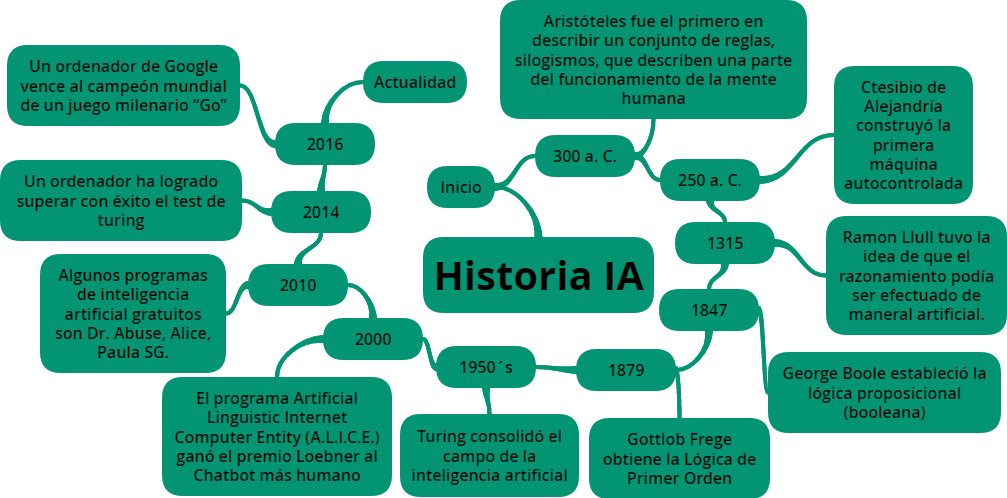 Historia IA
Inicio
300 a. C.
Aristóteles fue el primero en
describir un conjunto de reglas,
silogismos, que describen una parte
del funcionamiento de la mente
humana
250 a. C.
Ctesibio de
Alejandría
construyó la
primera
máquina
autocontrolada
1315
Ramon Llull tuvo la
idea de que el
razonamiento podía
ser efectuado de
maneral artificial.
1847
George Boole estableció la
lógica proposicional
(booleana)
1879
Gottlob Frege
obtiene la Lógica de
Primer Orden
1950´s
Turing consolidó el
campo de la
inteligencia artificial
2000
El programa Artificial
Linguistic Internet
Computer Entity (A.L.I.C.E.)
ganó el premio Loebner al
Chatbot más humano
2010
Algunos programas
de inteligencia
artificial gratuitos
son Dr. Abuse, Alice,
Paula SG.
2014
Un ordenador ha logrado
superar con éxito el test de
turing
2016
Un ordenador de Google
vence al campeón mundial
de un juego milenario “Go”
Actualidad